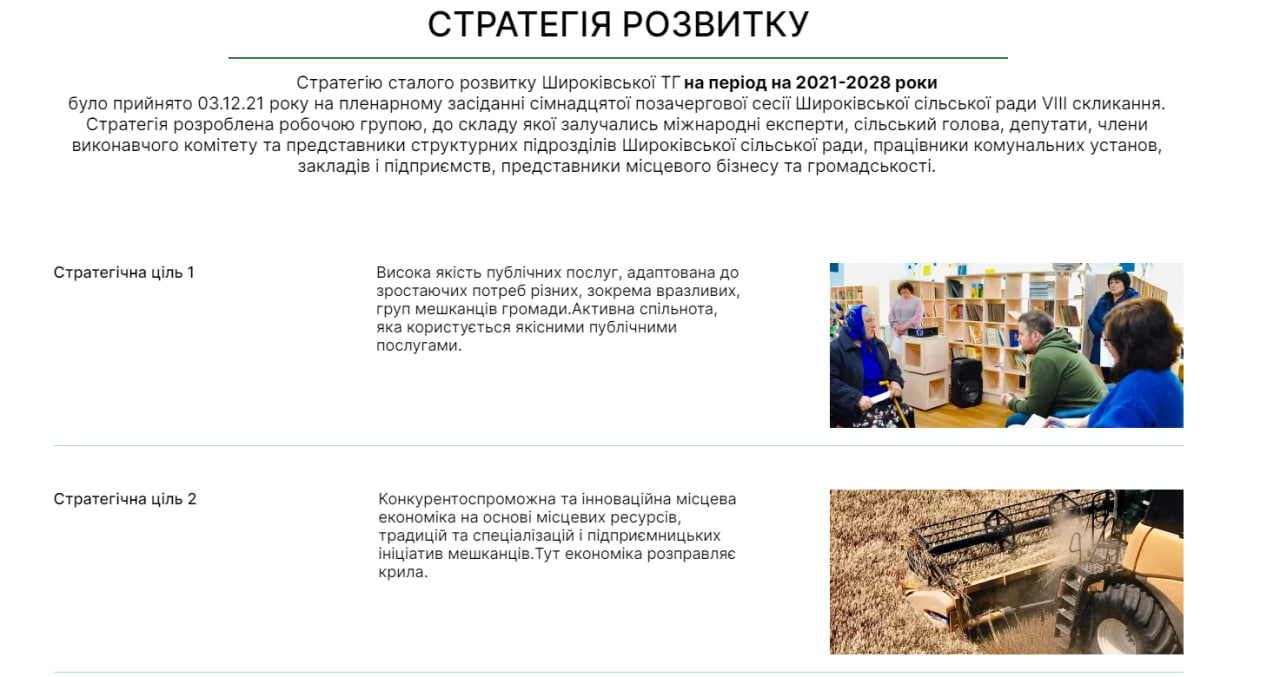 СТРАТЕГІЯ РОЗВИТКУ
Стратегію сталого розвитку Широківської ТГ на період на 2021-2028 роки
було прийнято 03.12.21 року на пленарному засіданні сімнадцятої позачергової сесії Широківської сільської ради VIII скликання.
Стратегія розроблена робочою групою, до складу якої залучались міжнародні експерти, сільський голова, депутати, члени
виконавчого комітету та представники структурних підрозділів Широківської сільської ради, працівники комунальних установ,
закладів і підприємств, представники місцевого бізнесу та громадськості.
Стратегічна ціль 1
Висока якість публічних послуг, адаптована до
зростаючих потреб різних, зокрема вразливих,
груп мешканців громади.Активна спільнота,
яка користується якісними публічними
послугами.
Стратегічна ціль 2
Конкурентоспроможна та інноваційна місцева
економіка на основі місцевих ресурсів,
традицій та спеціалізацій і підприємницьких
ініціатив мешканців.Тут економіка розправляє
крила.